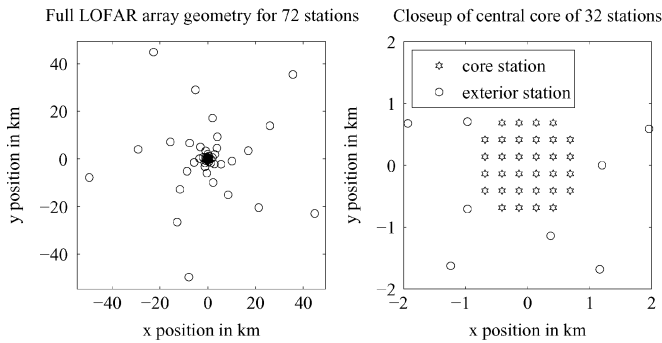 Full LOFAR array geometry for 72 stations
40
20
0
−20
−40
−40 −20 0 20 40
x position in km
y position in km
Closeup of central core of 32 stations
core station
exterior station
2
1
0
−1
−2
−2 −1 0 1 2
x position in km
y position in km